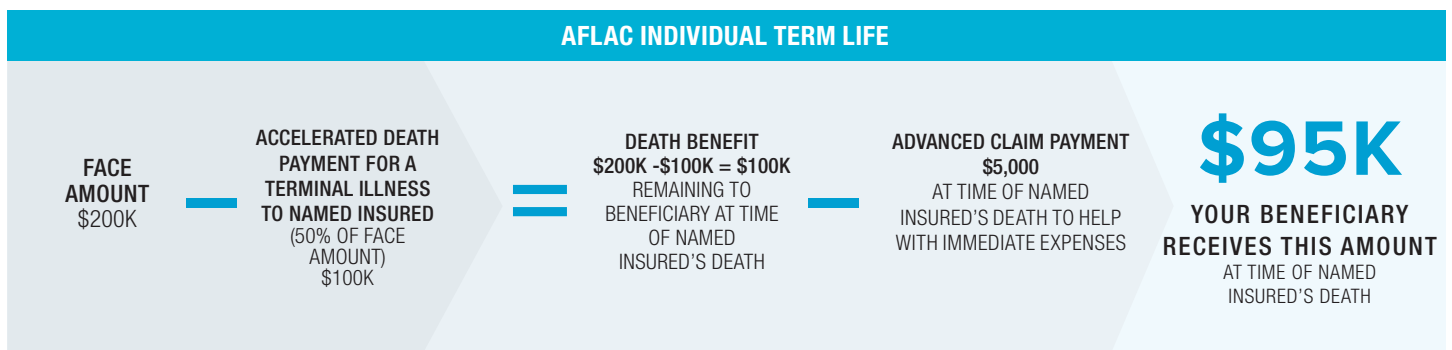 AFLAC INDIVIDUAL TERM LIFE
FACE
AMOUNT
$200K
ACCELERATED DEATH
PAYMENT FOR A
TERMINAL ILLNESS
TO NAMED INSURED
(50% OF FACE
AMOUNT)
$100K
DEATH BENEFIT
$200K -$100K = $100K
REMAINING TO
BENEFICIARY AT TIME
OF NAMED
INSURED’S DEATH
ADVANCED CLAIM PAYMENT
$5,000
AT TIME OF NAMED
INSURED’S DEATH TO HELP
WITH IMMEDIATE EXPENSES
$95K
YOUR BENEFICIARY
RECEIVES THIS AMOUNT
AT TIME OF NAMED
INSURED’S DEATH